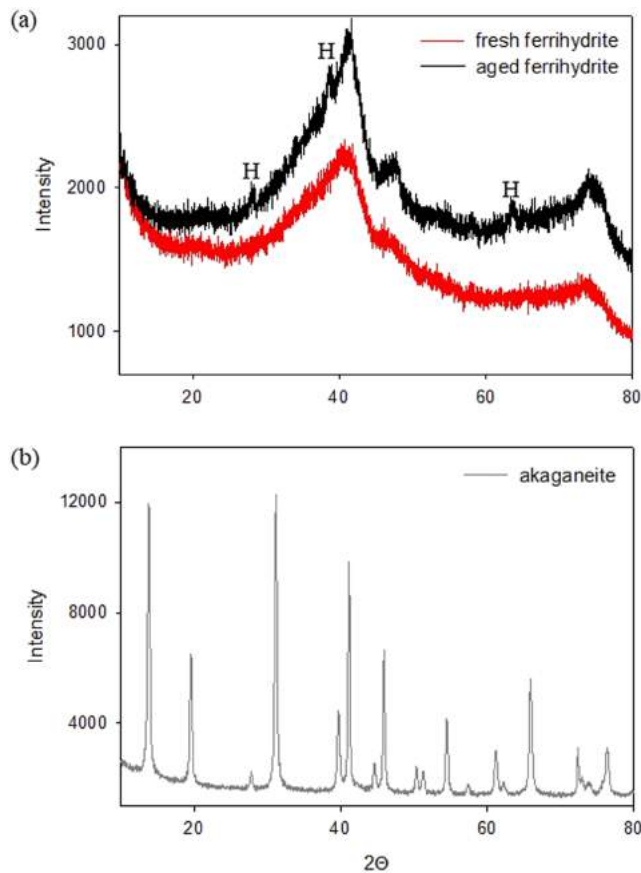 (a)
3000
2000
1000
Intensity
fresh ferrihydrite
aged ferrihydrite
H
H
H
20
40
60
80
(b)
12000
8000
4000
Intensity
akaganeite
20
40
60
80
2Θ